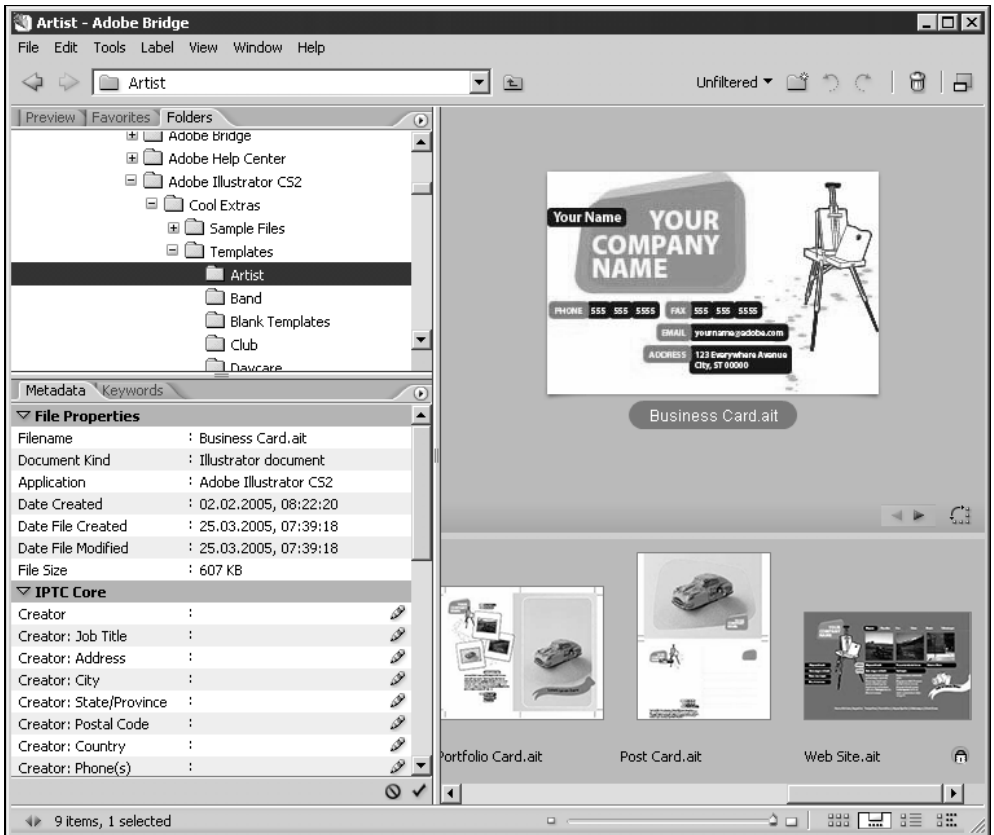 Artist - Adobe Bridge
File Edit Tools Label View Window Help
Artist
Unfiltered
Preview Favorites Folders
Adobe Bridge
Adobe Help Center
Adobe Illustrator CS2
Cool Extras
Sample Files
Templates
Artist
Band
Blank Templates
Club
Daycare
Your Name
YOUR
COMPANY
NAME
PHONE 555 555 5555 FAX 555 555 5555
EMAIL yourname@adobe.com
ADDRESS 123 Everywhere Avenue
City, ST 00000
Business Card.ait
Metadata Keywords
File Properties
Filename : Business Card.ait
Document Kind : Illustrator document
Application : Adobe Illustrator CS2
Date Created : 02.02.2005, 08:22:20
Date File Created : 25.03.2005, 07:39:18
Date File Modified : 25.03.2005, 07:39:18
File Size : 607 KB
IPTC Core
Creator :
Creator: Job Title :
Creator: Address :
Creator: City :
Creator: State/Province :
Creator: Postal Code :
Creator: Country :
Creator: Phone(s) :
Portfolio Card.ait Post Card.ait Web Site.ait
9 items, 1 selected